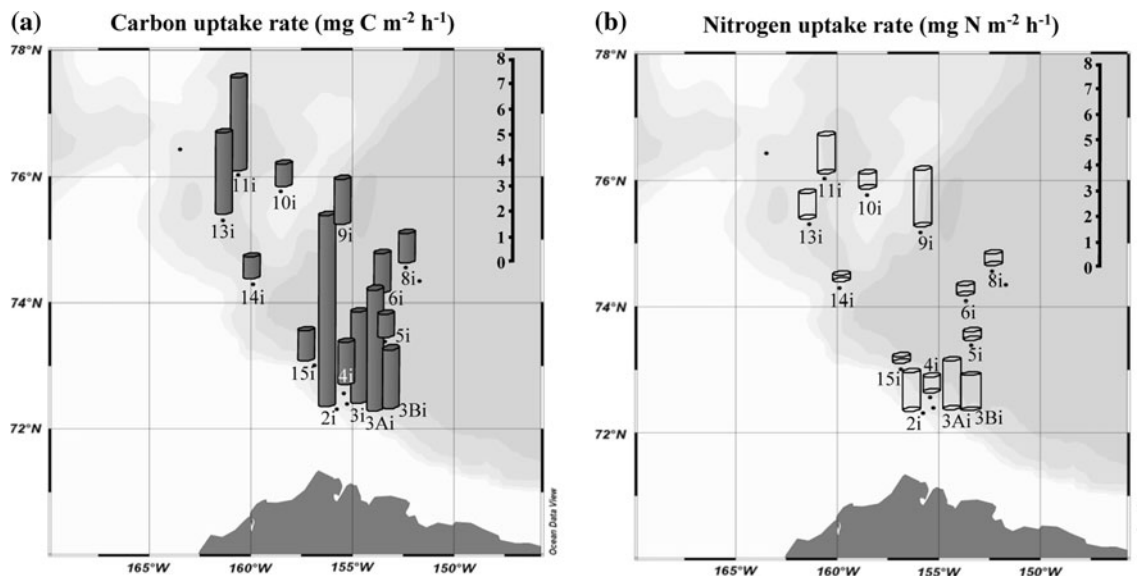 (a) Carbon uptake rate (mg C m⁻² h⁻¹)
78°N
76°N
74°N
72°N
8
7
6
5
4
3
2
1
0
11i
10i
13i
9i
8i
14i
6i
5i
15i
4i
2i
3i
3Ai
3Bi
165°W 160°W 155°W 150°W
Ocean Data View
(b) Nitrogen uptake rate (mg N m⁻² h⁻¹)
78°N
76°N
74°N
72°N
8
7
6
5
4
3
2
1
0
11i
10i
13i
9i
8i
14i
6i
5i
15i
4i
2i
3Ai
3Bi
165°W 160°W 155°W 150°W